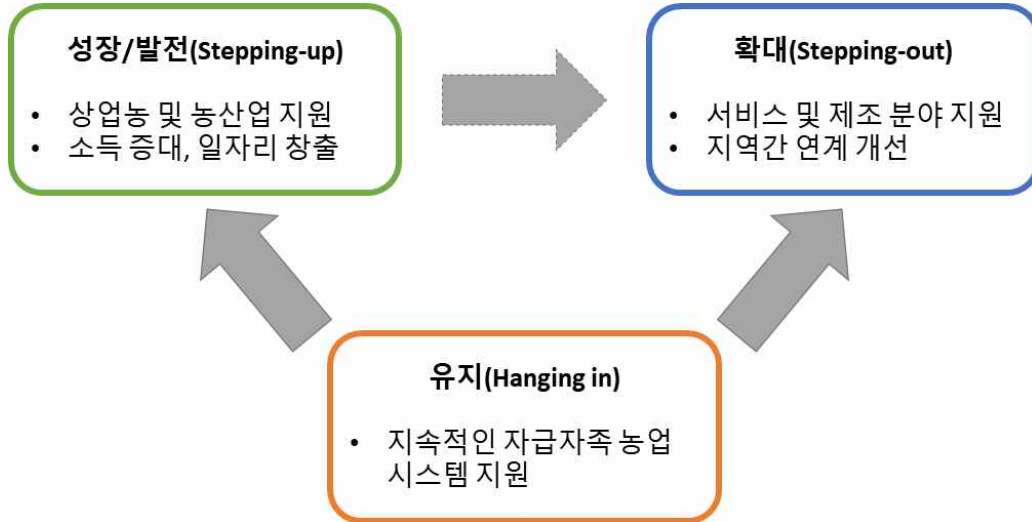 성장/발전(Stepping-up)
• 상업농 및 농산업 지원
• 소득 증대, 일자리 창출
확대(Stepping-out)
• 서비스 및 제조 분야 지원
• 지역간 연계 개선
유지(Hanging in)
• 지속적인 자급자족 농업
시스템 지원